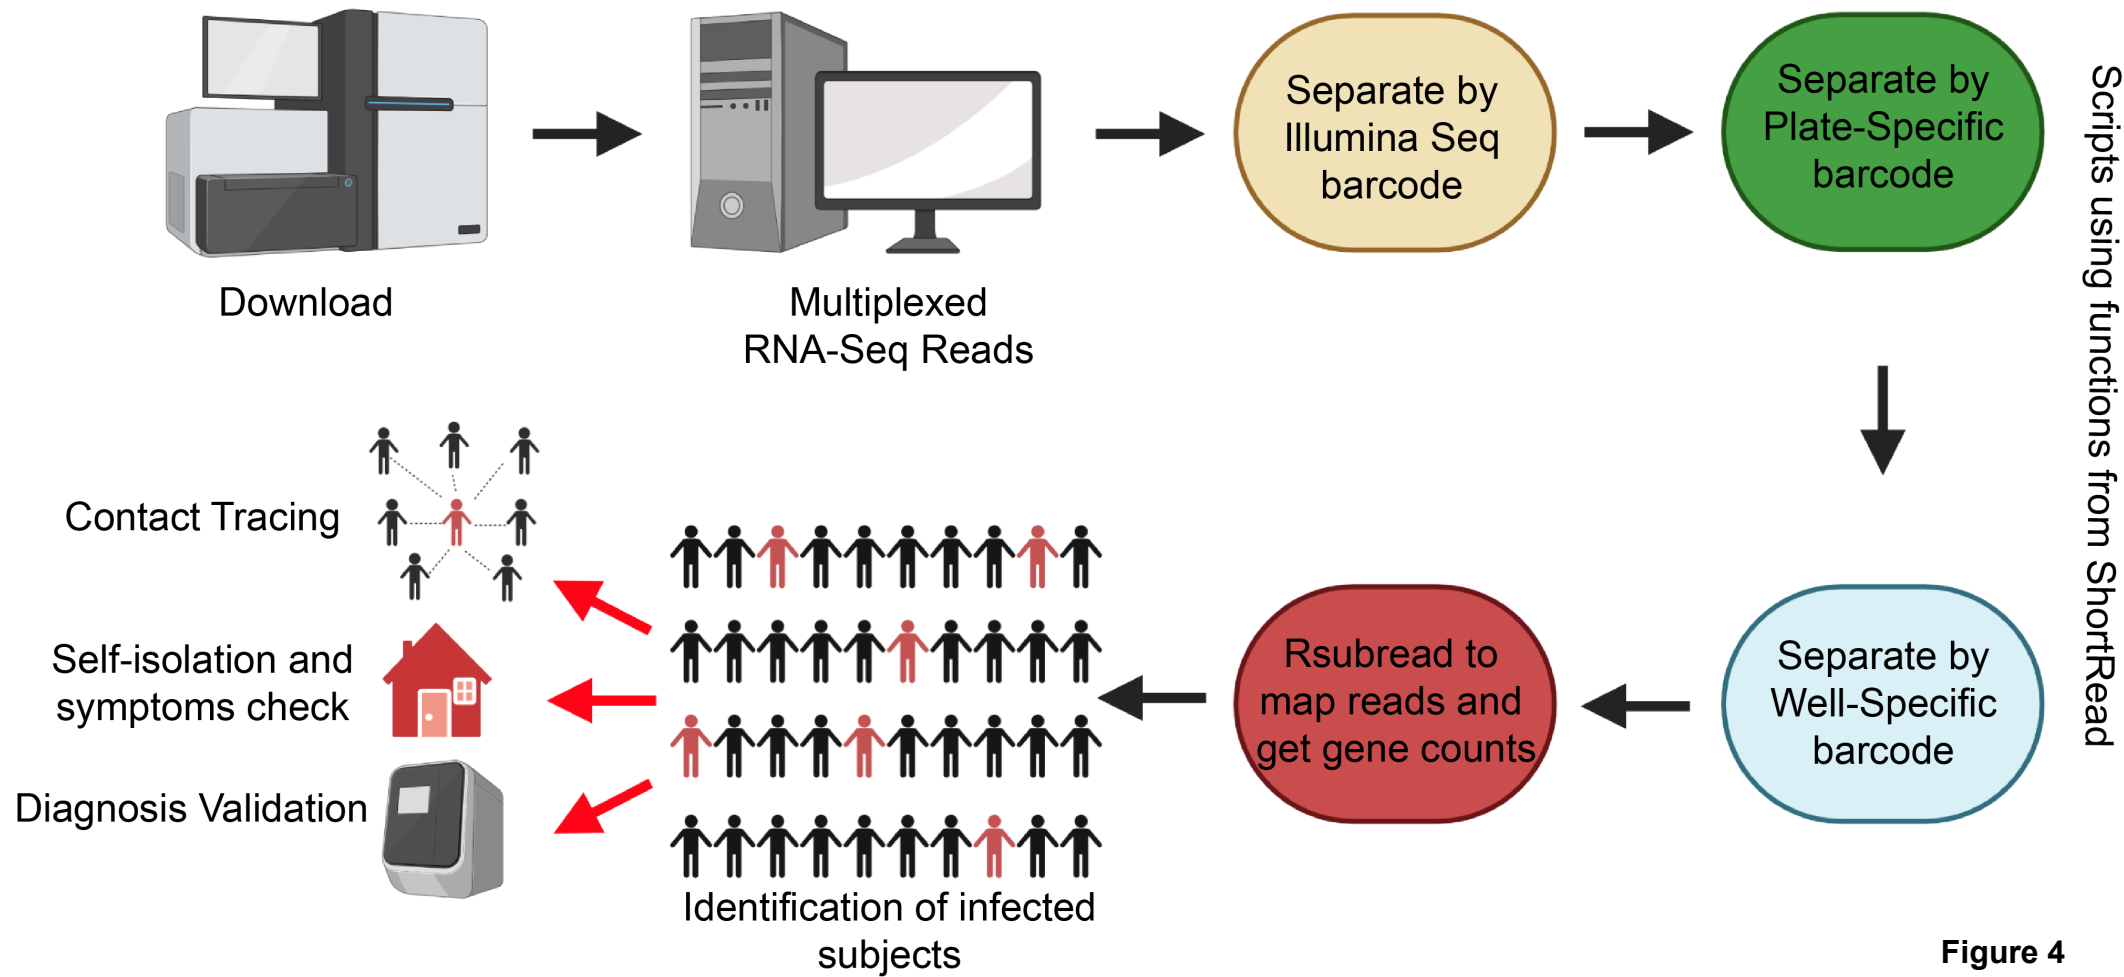 Download
Multiplexed
RNA-Seq Reads
Separate by
Illumina Seq
barcode
Separate by
Plate-Specific
barcode
Scripts using functions from ShortRead
Separate by
Well-Specific
barcode
Rsubread to
map reads and
get gene counts
Identification of infected
subjects
Contact Tracing
Self-isolation and
symptoms check
Diagnosis Validation
Figure 4